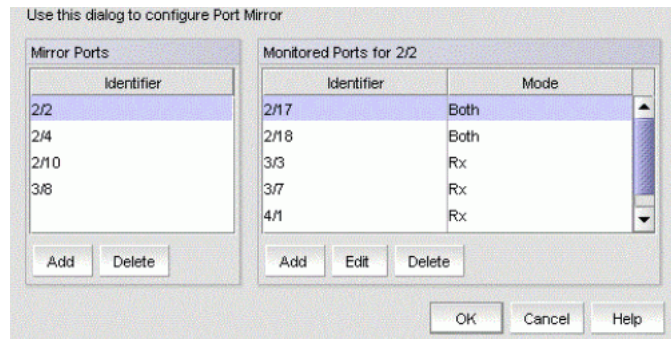 Use this dialog to configure Port Mirror
Mirror Ports
Identifier
2/2
2/4
2/10
3/8
Add Delete
Monitored Ports for 2/2
Identifier Mode
2/17 Both
2/18 Both
3/3 Rx
3/7 Rx
4/1 Rx
Add Edit Delete
OK Cancel Help